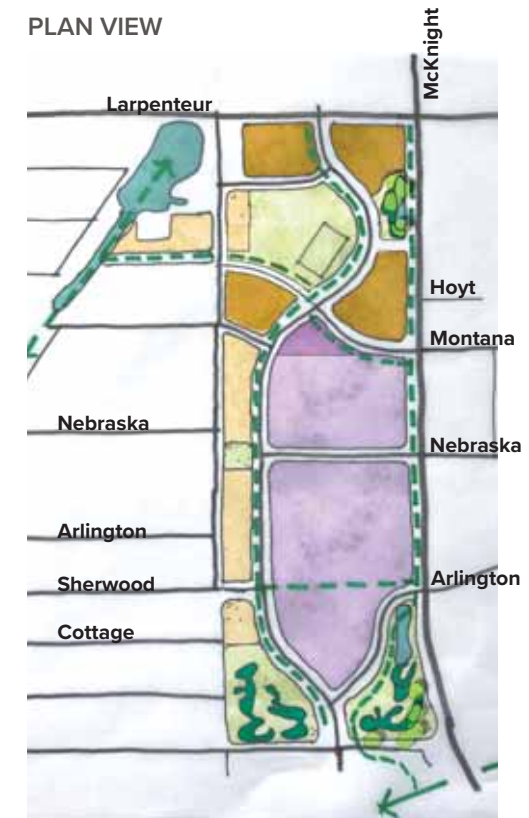 PLAN VIEW
McKnight
Larpenteur
Hoyt
Montana
Nebraska
Nebraska
Arlington
Arlington
Sherwood
Cottage